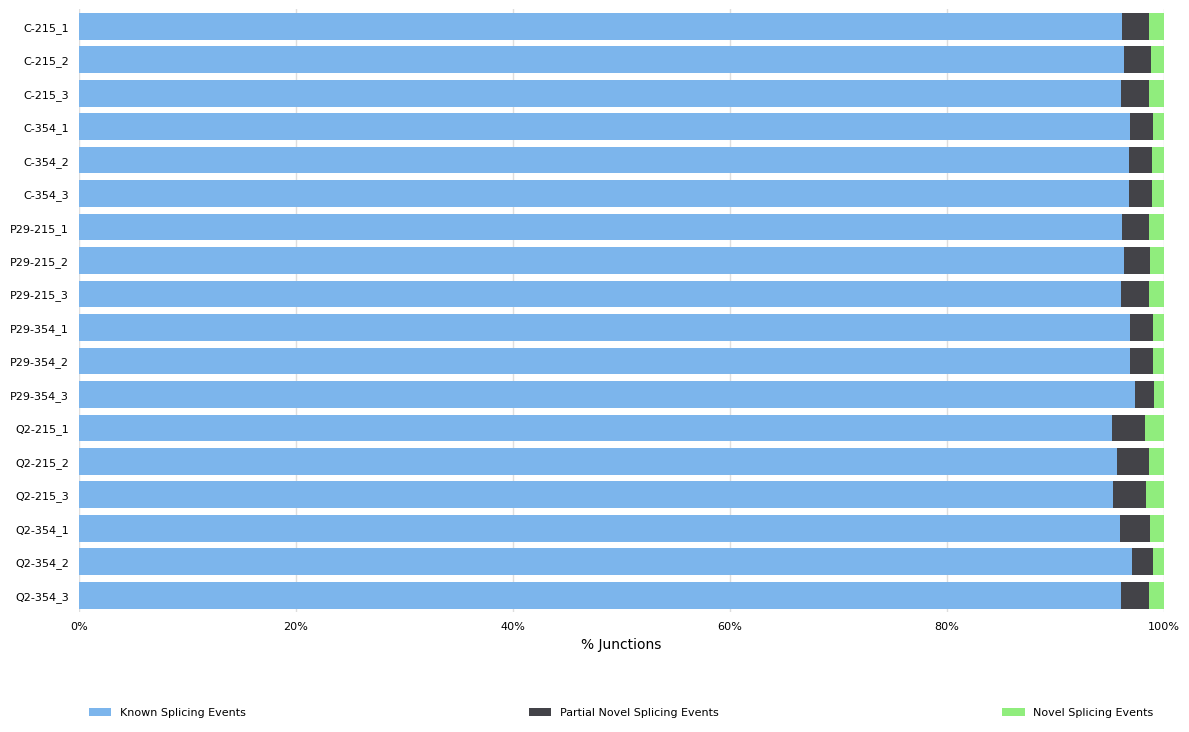 C-215_1
C-215_2
C-215_3
C-354_1
C-354_2
C-354_3
P29-215_1
P29-215_2
P29-215_3
P29-354_1
P29-354_2
P29-354_3
Q2-215_1
Q2-215_2
Q2-215_3
Q2-354_1
Q2-354_2
Q2-354_3
0% 20% 40% 60% 80% 100%
% Junctions
Known Splicing Events Partial Novel Splicing Events Novel Splicing Events